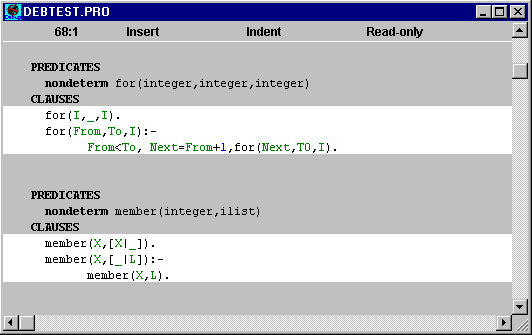 DEBTEST.PRO
68:1 Insert Indent Read-only
PREDICATES
nondeterm for(integer,integer,integer)
CLAUSES
for(I,_,I).
for(From,To,I):-
From<To, Next=From+1,for(Next,TO,I).
PREDICATES
nondeterm member(integer,ilist)
CLAUSES
member(X,[X|_]).
member(X,[_|L]):-
member(X,L).